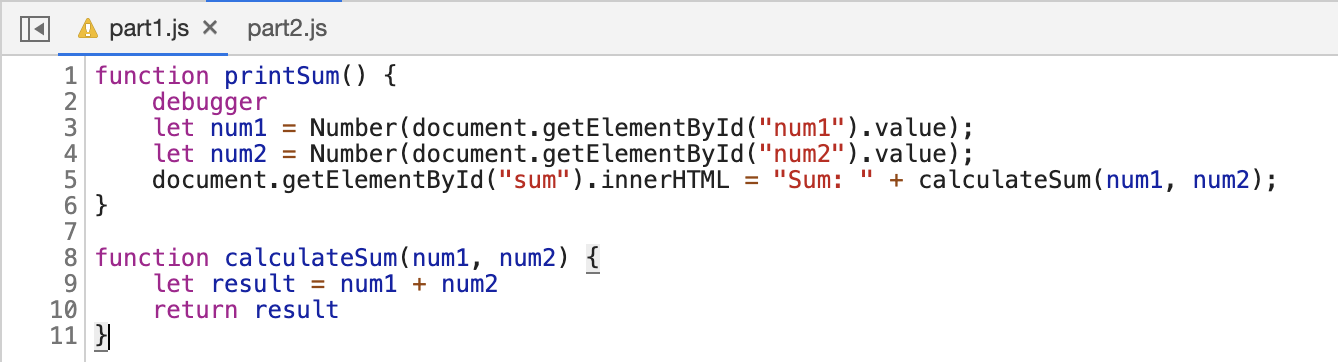 part1.js × part2.js
1 function printSum() {
2     debugger
3     let num1 = Number(document.getElementById("num1").value);
4     let num2 = Number(document.getElementById("num2").value);
5     document.getElementById("sum").innerHTML = "Sum: " + calculateSum(num1, num2);
6 }
7
8 function calculateSum(num1, num2) {
9     let result = num1 + num2
10     return result
11 }